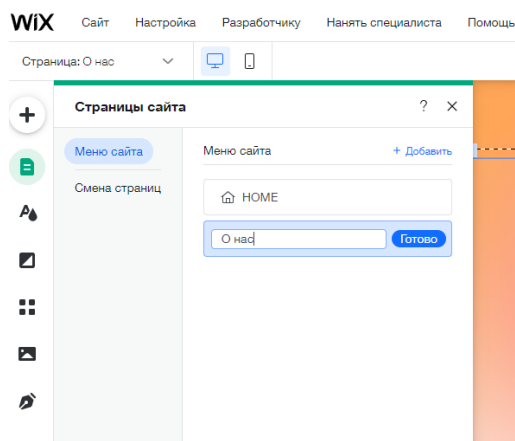 WiX Сайт Настройка Разработчику Нанять специалиста Помощь
Страница: О нас
Страницы сайта ?
Меню сайта
Смена страниц
Меню сайта + Добавить
HOME
О нас Готово